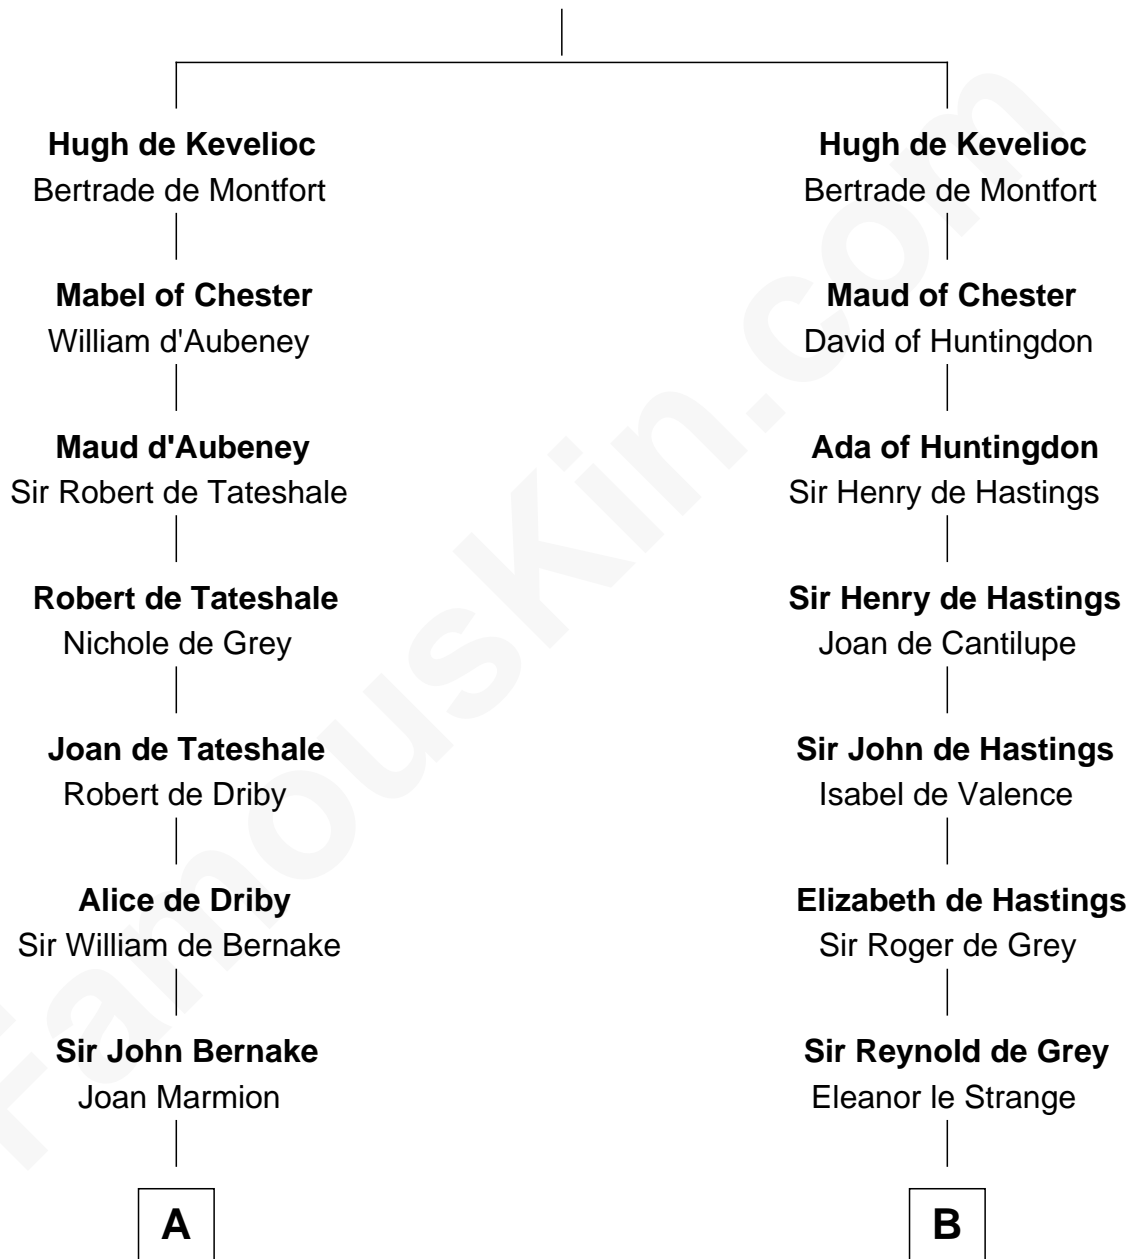 Hugh de Kevelioc
Bertrade de Montfort
Mabel of Chester
William d'Aubeney
Maud d'Aubeney
Sir Robert de Tateshale
Robert de Tateshale
Nichole de Grey
Joan de Tateshale
Robert de Driby
Alice de Driby
Sir William de Bernake
Sir John Bernake
Joan Marmion
A
Hugh de Kevelioc
Bertrade de Montfort
Maud of Chester
David of Huntingdon
Ada of Huntingdon
Sir Henry de Hastings
Sir Henry de Hastings
Joan de Cantilupe
Sir John de Hastings
Isabel de Valence
Elizabeth de Hastings
Sir Roger de Grey
Sir Reynold de Grey
Eleanor le Strange
B
FamousKin.com